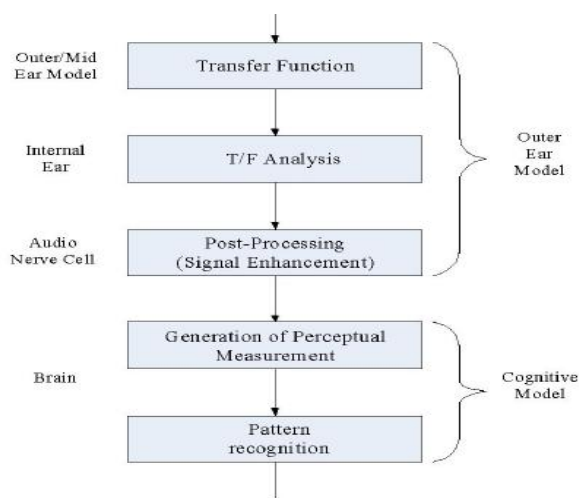 Outer/Mid
Ear Model
Transfer Function
Internal
Ear
T/F Analysis
Outer
Ear
Model
Audio
Nerve Cell
Post-Processing
(Signal Enhancement)
Generation of Perceptual
Measurement
Brain
Cognitive
Model
Pattern
recognition